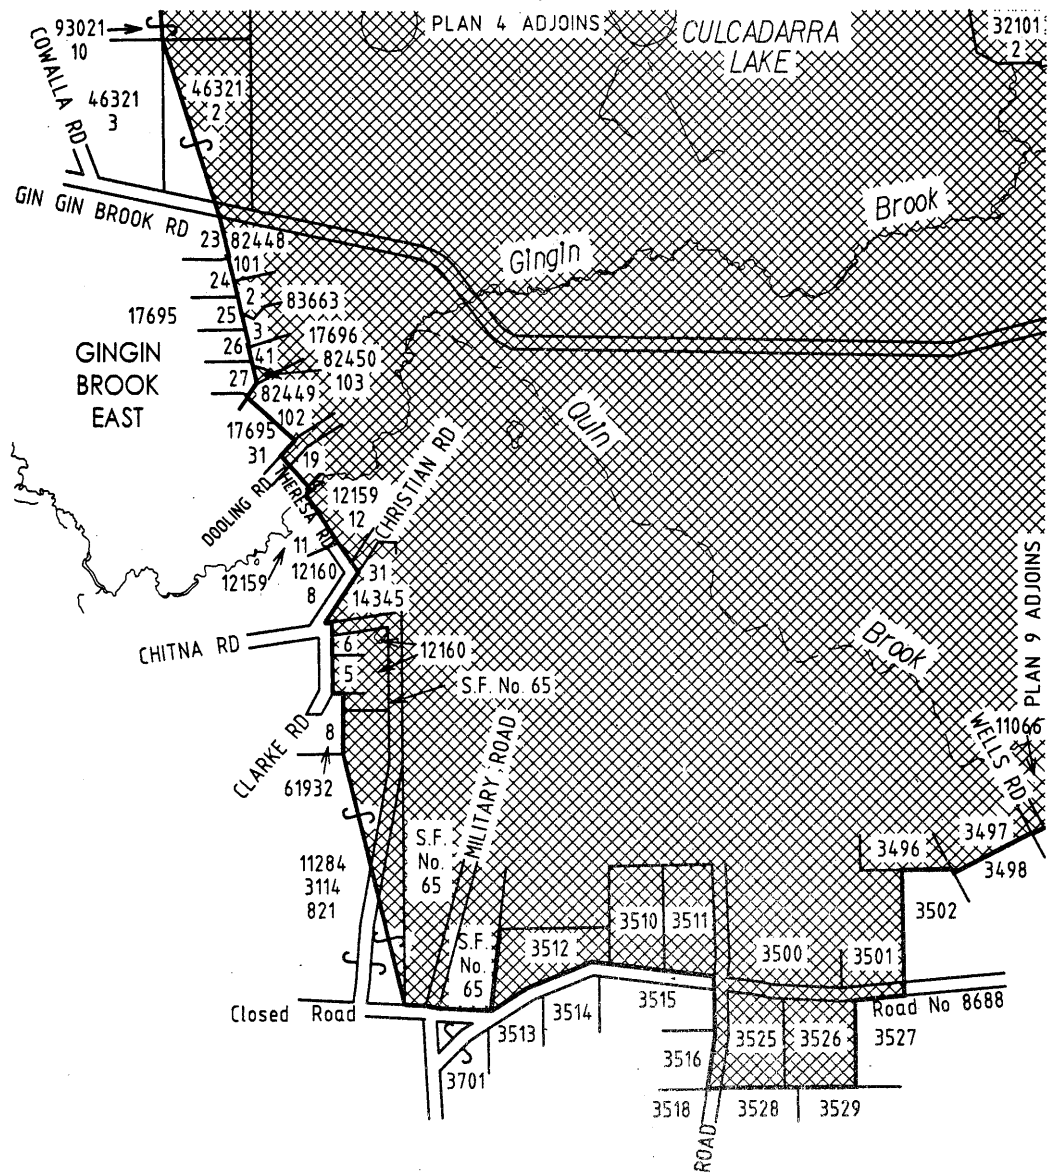 PLAN 4 ADJOINS
CULCADARRA
LAKE
32101
2
93021
10
COWALLA RD
46321
3
46321
2
GIN GIN BROOK RD
Gingin
Brook
23
82448
101
24
2
83663
25
3
17695
17696
26
41
82450
103
27
82449
102
GINGIN
BROOK
EAST
17695
31
19
DOOLING RD
THERESA RD
12159
12
CHRISTIAN RD
Quin
Brook
11
12160
8
12159
31
14345
CHITNA RD
6
5
12160
S.F. No. 65
CLARKE RD
8
61932
MILITARY ROAD
PLAN 9 ADJOINS
11066
WELLS RD
3497
3496
3498
3502
11284
3114
821
S.F.
No.
65
S.F.
No.
65
3510
3511
3512
3500
3501
Closed Road
3513
3514
3515
Road No 8688
3516
3525
3526
3527
3701
3518
3528
3529
ROAD